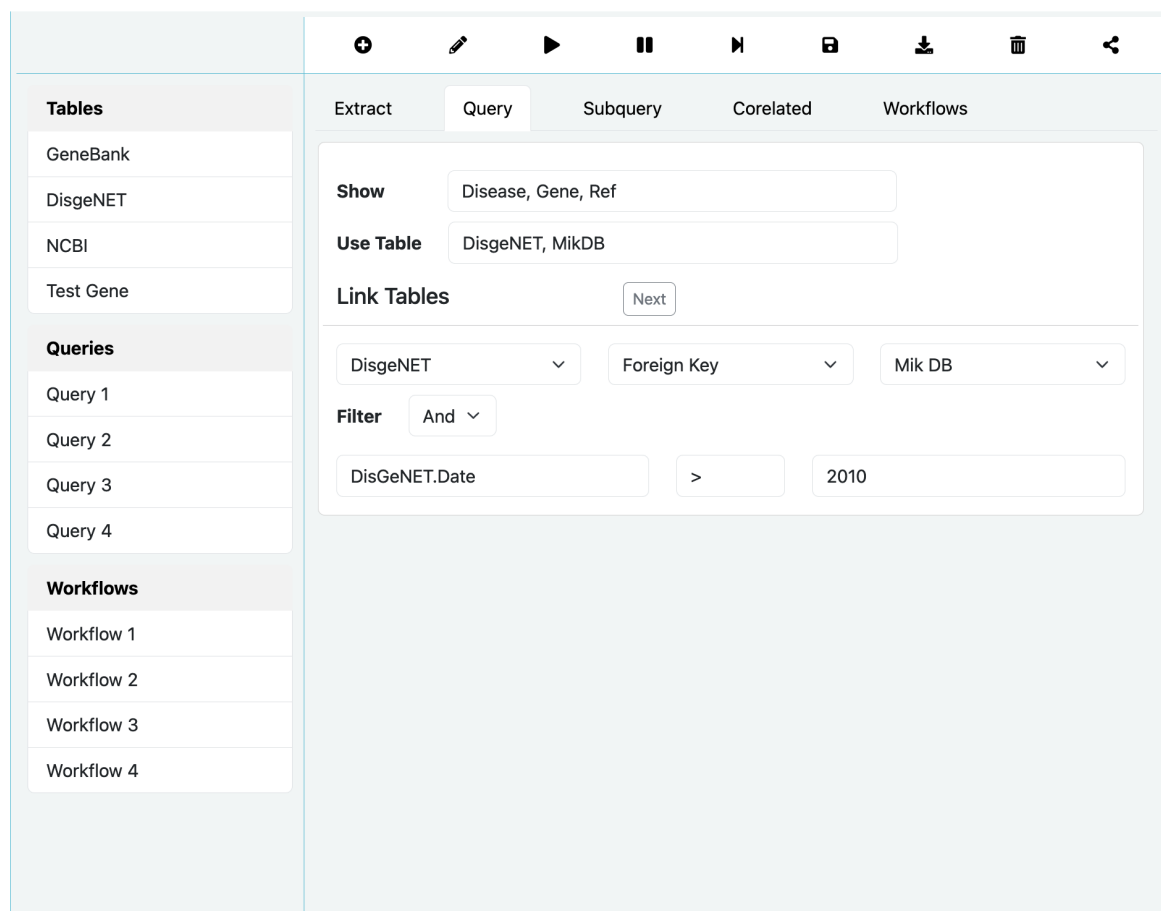 Tables
GeneBank
DisgeNET
NCBI
Test Gene
Queries
Query 1
Query 2
Query 3
Query 4
Workflows
Workflow 1
Workflow 2
Workflow 3
Workflow 4
Extract Query Subquery Corelated Workflows
Show Disease, Gene, Ref
Use Table DisgeNET, MikDB
Link Tables Next
DisgeNET Foreign Key Mik DB
Filter And
DisGeNET.Date > 2010